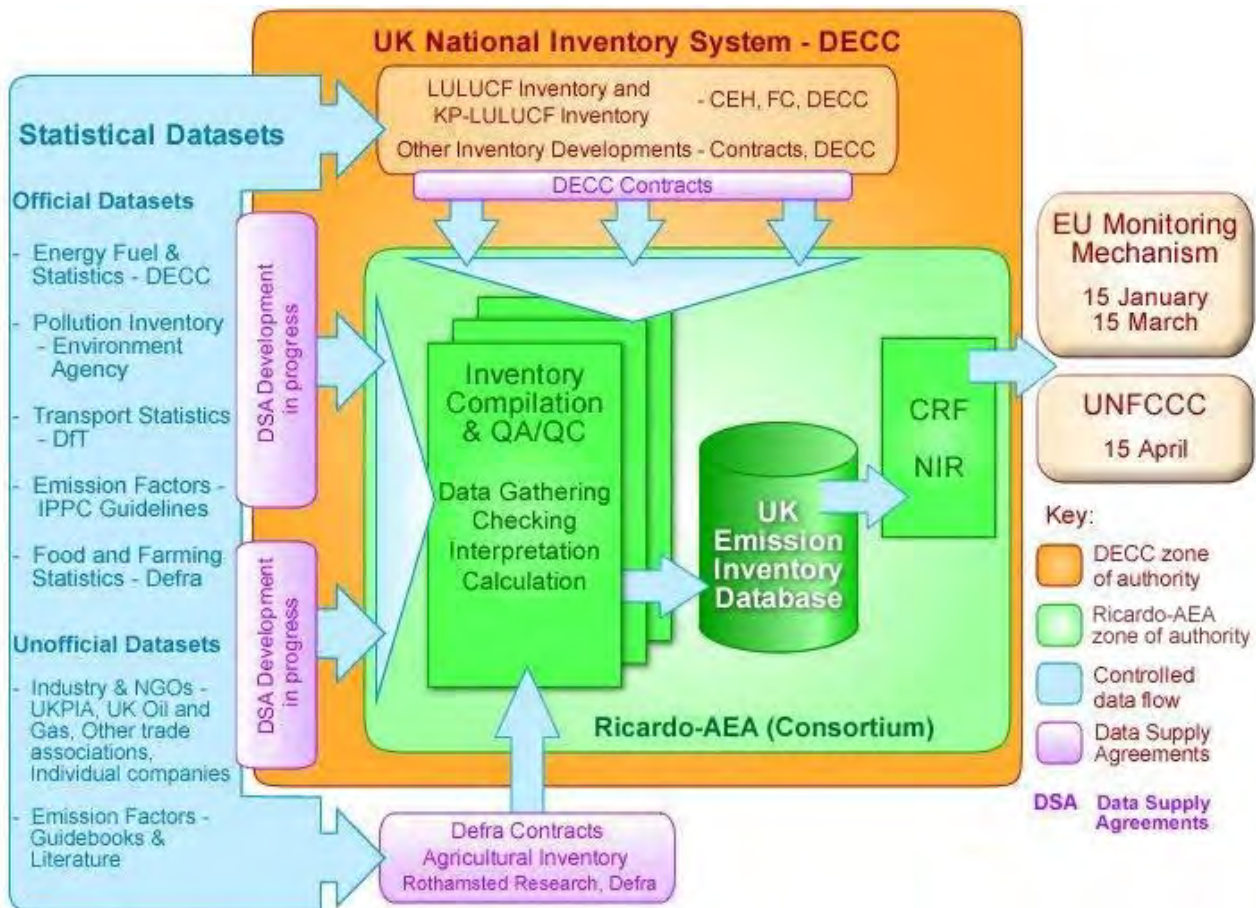 UK National Inventory System - DECC
LULUCF Inventory and
KP-LULUCF Inventory
- CEH, FC, DECC
Other Inventory Developments - Contracts, DECC
DECC Contracts
Statistical Datasets
Official Datasets
- Energy Fuel &
Statistics - DECC
- Pollution Inventory
- Environment
Agency
- Transport Statistics
- DfT
- Emission Factors -
IPPC Guidelines
- Food and Farming
Statistics - Defra
Unofficial Datasets
- Industry & NGOs -
UKPIA, UK Oil and
Gas, Other trade
associations,
Individual companies
- Emission Factors -
Guidebooks &
Literature
DSA Development
in progress
DSA Development
in progress
Inventory
Compilation
& QA/QC
Data Gathering
Checking
Interpretation
Calculation
UK
Emission
Inventory
Database
CRF
NIR
Ricardo-AEA (Consortium)
Defra Contracts
Agricultural Inventory
Rothamsted Research, Defra
EU Monitoring
Mechanism
15 January
15 March
UNFCCC
15 April
Key:
DECC zone
of authority
Ricardo-AEA
zone of authority
Controlled
data flow
Data Supply
Agreements
DSA Data Supply
Agreements